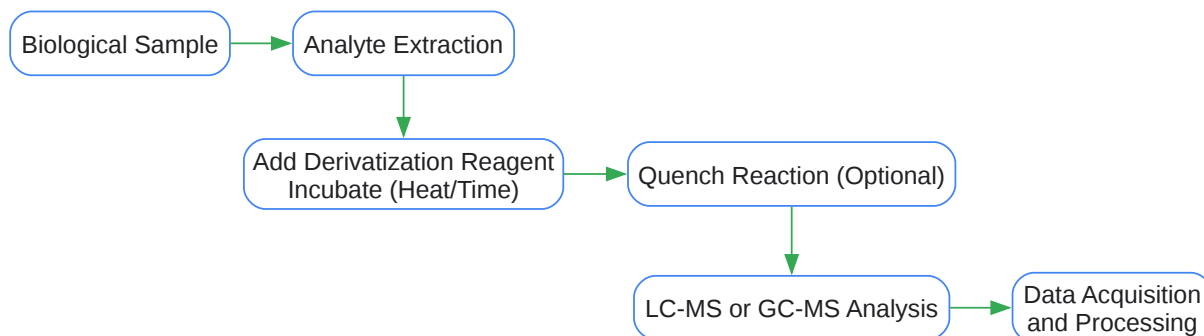 Biological Sample
Analyte Extraction
Add Derivatization Reagent
Incubate (Heat/Time)
Quench Reaction (Optional)
LC-MS or GC-MS Analysis
Data Acquisition
and Processing